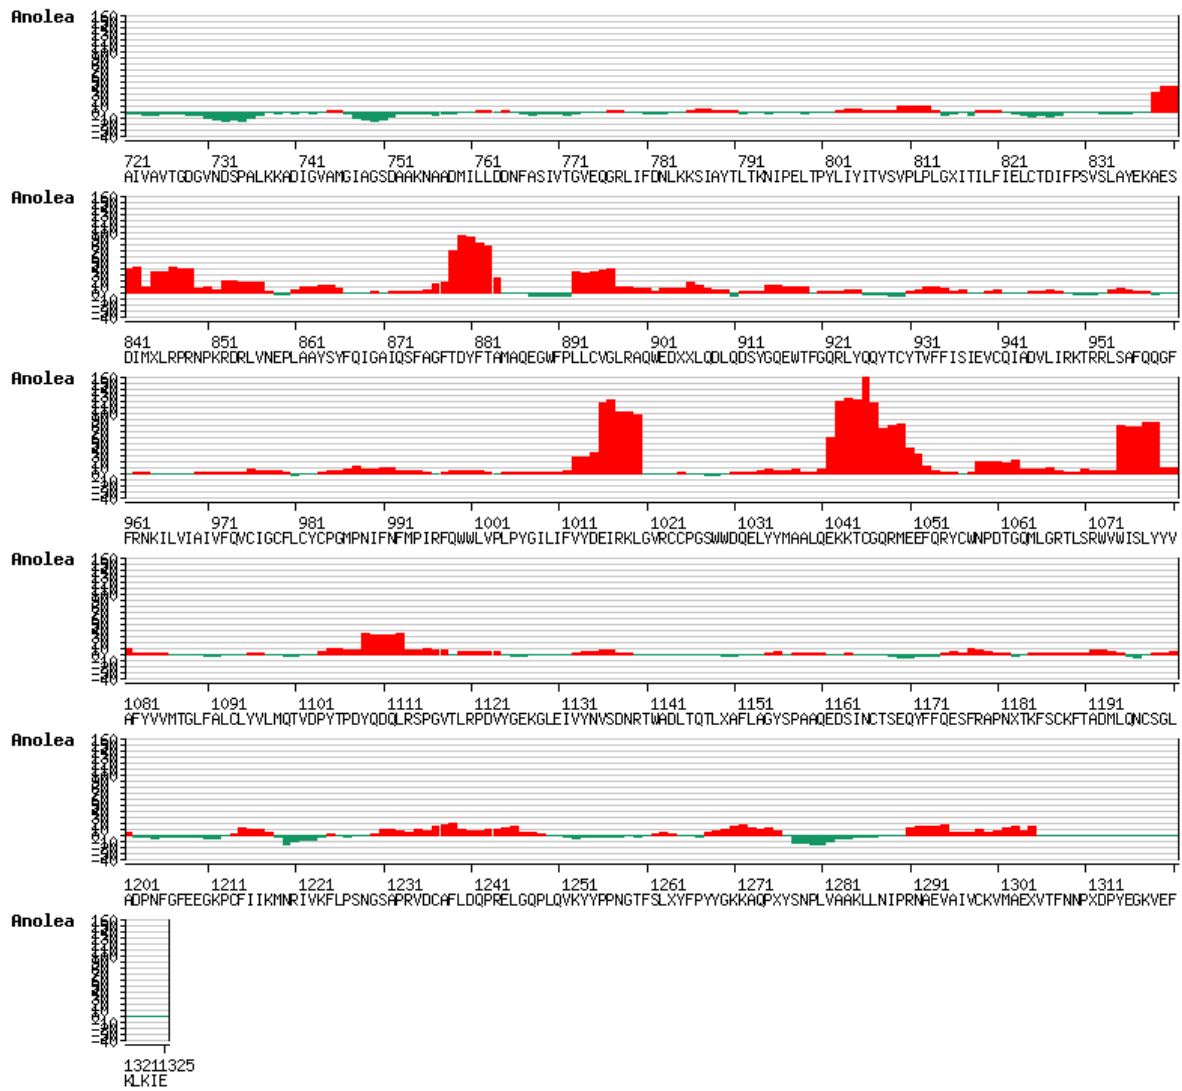 Anolea
721 731 741 751 761 771 781 791 801 811 821 831
AIVAVTGDGVNDSPALKKADIGVAMGIAGSDAAKNAADMILLDDNFASIVTGVEQGRLIFDNLKKSIAYTLTKNIPELTPYLIYITVSVPLPLGXITILFIELCTDIFPSVSLAYEKAES
Anolea
841 851 861 871 881 891 901 911 921 931 941 951
DIMXLRPRNPKRDRLVNEPLAAYSYFQIGAIQSFAGFTDYFTAMAQEGWFPLLCVGLRAQWEDXXLQDLQDSYGQEWTFGQRLYQQYTCYTVFFISIEVCQIADVLIRKTRRLSAFQQGF
Anolea
961 971 981 991 1001 1011 1021 1031 1041 1051 1061 1071
FRNKILVIAIVFQVCIGCFLCYCPGMPNIFNFMPIRFQWWLVPLPYGILIFVYDEIRKLGVRCCPGSWWDQELYYMAALQEKKTCGQRMEEFQRYCWNPDTGQMLGRTLSRWVWISLYYV
Anolea
1081 1091 1101 1111 1121 1131 1141 1151 1161 1171 1181 1191
AFYVVMTGLFALCLYVLMQTVDPYTPDYQDQLRSPGVTLRPDVYGEKGLEIVYNVSDNRTWADLTQTLXAFLAGYSPAAQEDSINCTSEQYFFQESFRAPNXTKFSCKFTADMLQNCSGL
Anolea
1201 1211 1221 1231 1241 1251 1261 1271 1281 1291 1301 1311
ADPNFGFEEGKPCFIIKMNRIVKFLPSNGSAPRVDCAFLDQPRELGQPLQVKYYPPNGTFSLXYFPYYGKKAQPXYSNPLVAAKLLNIPRNAEVAIVCKVMAEXVTFNNPXDPYEGKVEF
Anolea
13211325
KLKIE